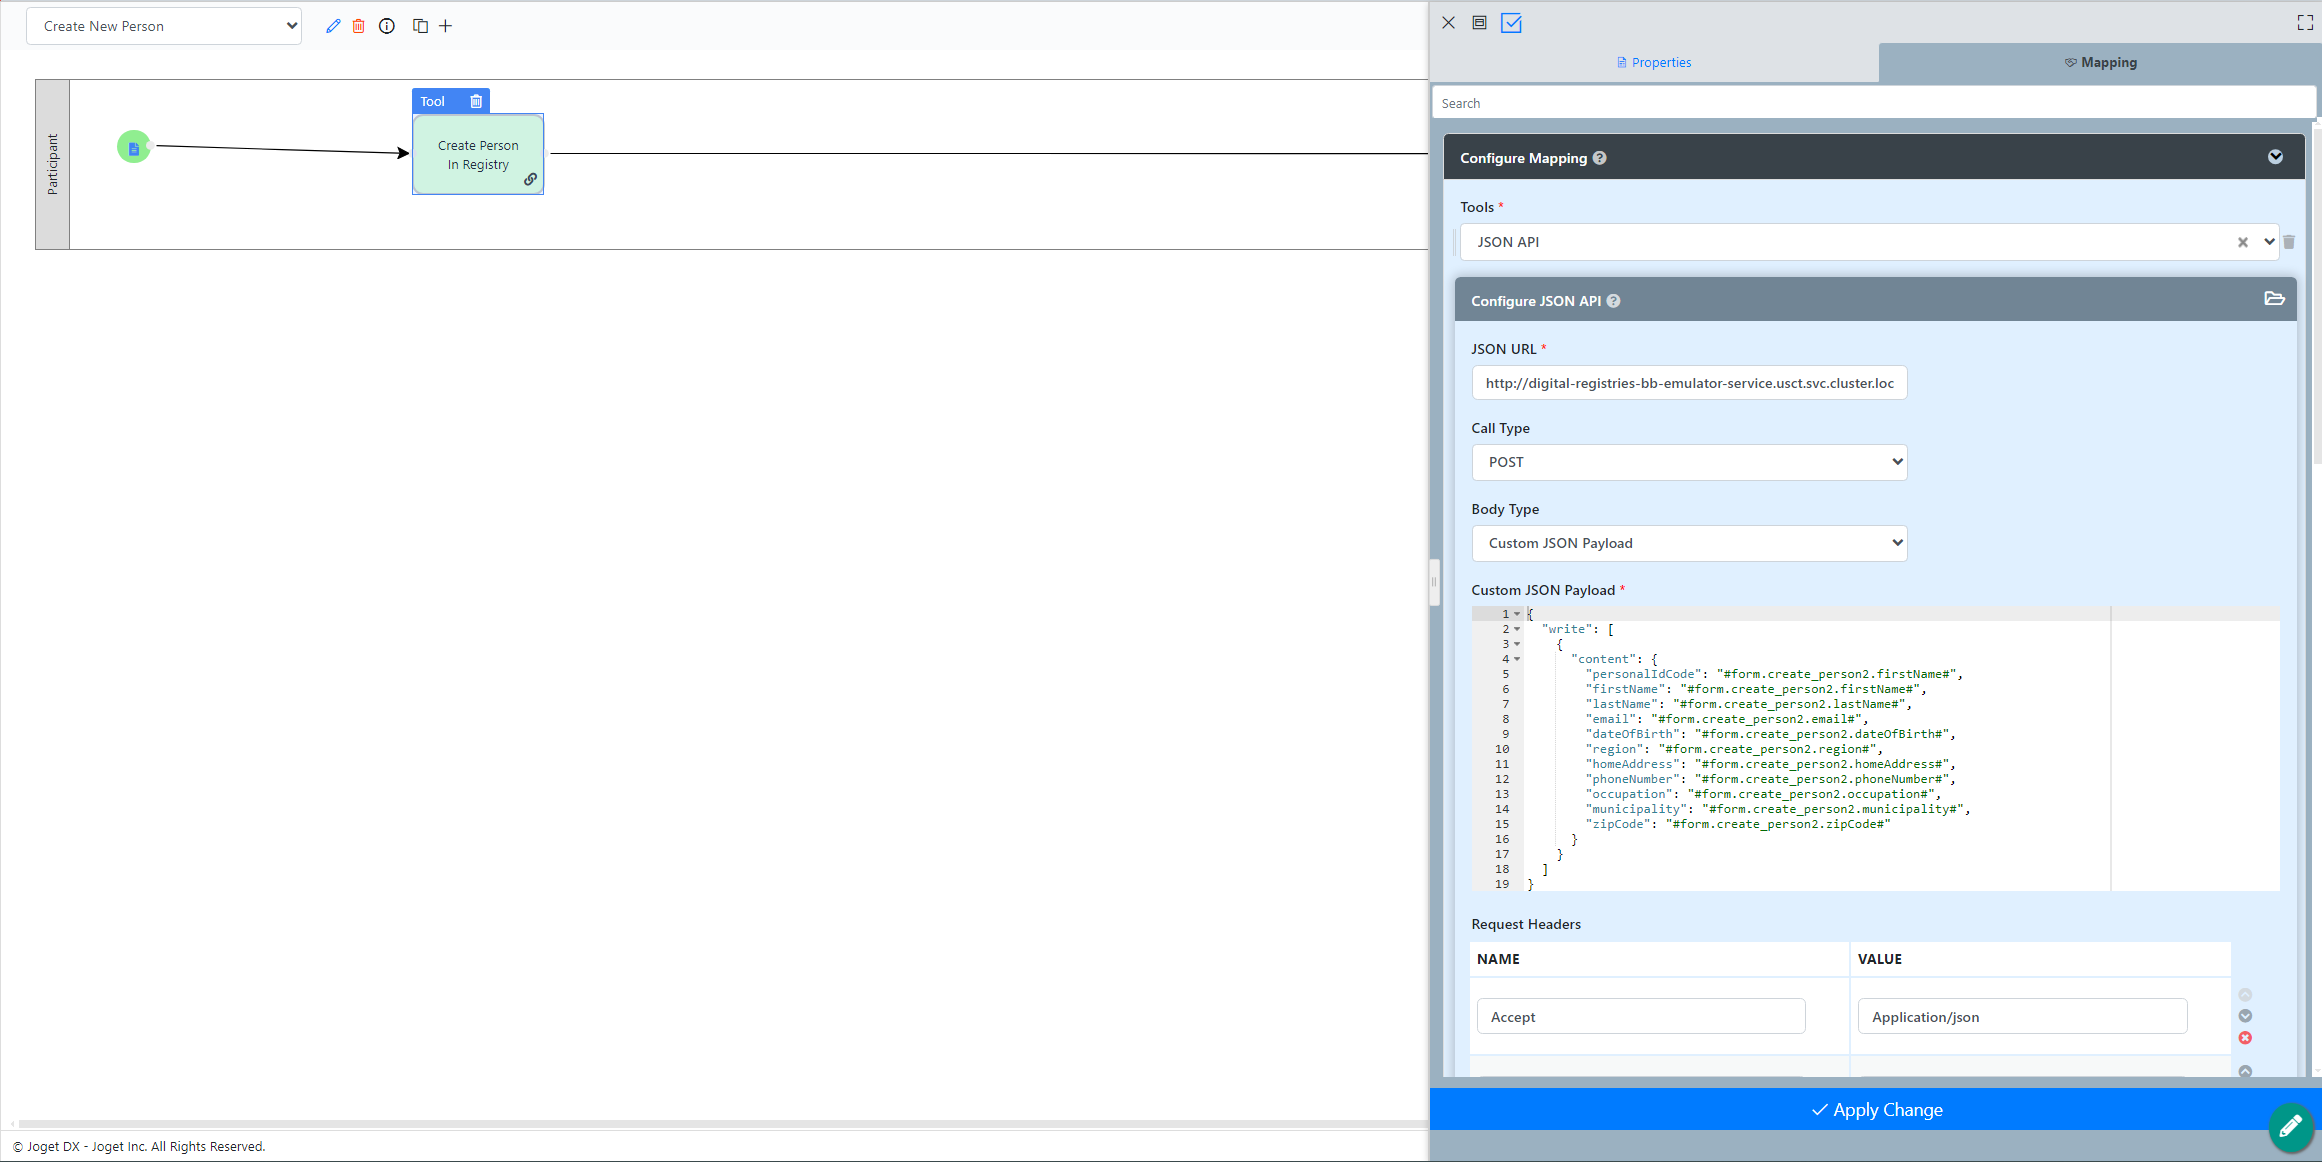 Create New Person
Participant
Tool
Create Person
In Registry
© Joget DX - Joget Inc. All Rights Reserved.
Properties
Mapping
Search
Configure Mapping ?
Tools *
JSON API
Configure JSON API ?
JSON URL *
http://digital-registries-bb-emulator-service.usct.svc.cluster.loc
Call Type
POST
Body Type
Custom JSON Payload
Custom JSON Payload *
1 {
2 "write": [
3 {
4 "content": {
5 "personalIdCode": "#form.create_person2.firstName#",
6 "firstName": "#form.create_person2.firstName#",
7 "lastName": "#form.create_person2.lastName#",
8 "email": "#form.create_person2.email#",
9 "dateOfBirth": "#form.create_person2.dateOfBirth#",
10 "region": "#form.create_person2.region#",
11 "homeAddress": "#form.create_person2.homeAddress#",
12 "phoneNumber": "#form.create_person2.phoneNumber#",
13 "occupation": "#form.create_person2.occupation#",
14 "municipality": "#form.create_person2.municipality#",
15 "zipCode": "#form.create_person2.zipCode#"
16 }
17 }
18 ]
19 }
Request Headers
NAME VALUE
Accept Application/json
Apply Change